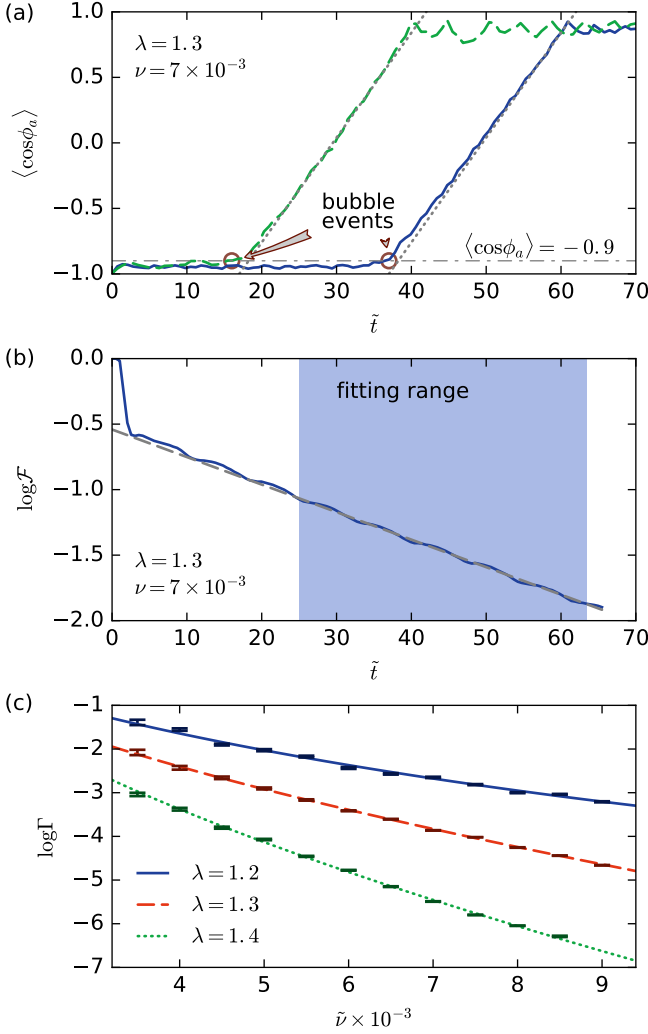 (a)
1.0
0.5
0.0
−0.5
−1.0
⟨cosϕₐ⟩
λ = 1.3
ν = 7 × 10⁻³
bubble
events
⟨cosϕₐ⟩ = −0.9
0 10 20 30 40 50 60 70
t̃
(b)
0.0
−0.5
−1.0
−1.5
−2.0
logℱ
fitting range
λ = 1.3
ν = 7 × 10⁻³
0 10 20 30 40 50 60 70
t̃
(c)
−1
−2
−3
−4
−5
−6
−7
logΓ
λ = 1.2
λ = 1.3
λ = 1.4
4 5 6 7 8 9
ν̃ × 10⁻³